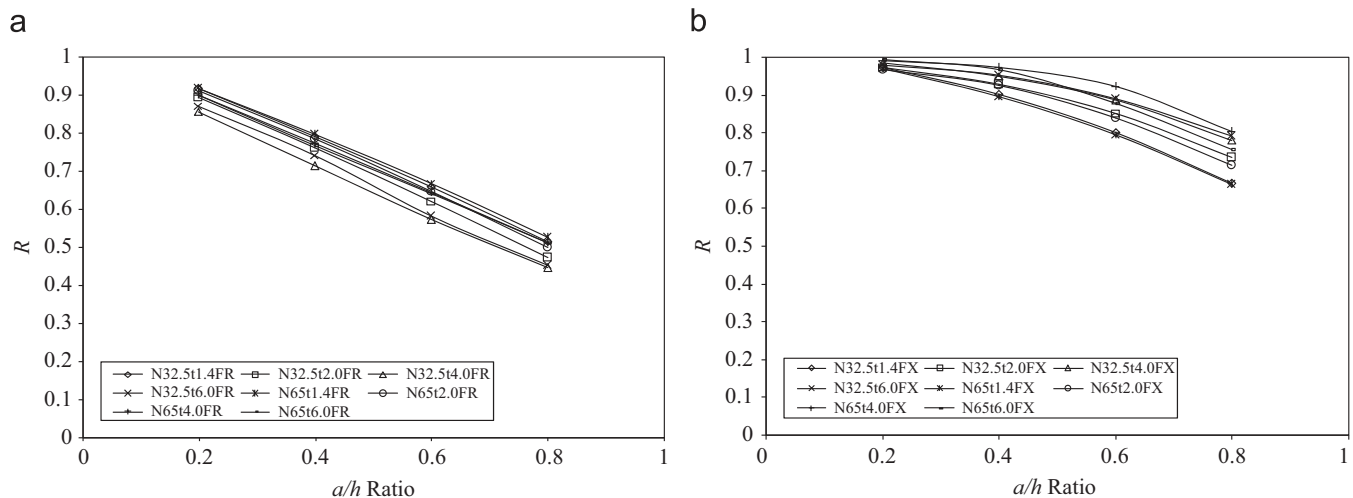 a
1
0.9
0.8
0.7
0.6
0.5
0.4
0.3
0.2
0.1
0
R
N32.5t1.4FR N32.5t2.0FR N32.5t4.0FR
N32.5t6.0FR N65t1.4FR N65t2.0FR
N65t4.0FR N65t6.0FR
0 0.2 0.4 0.6 0.8 1
a/h Ratio
b
1
0.9
0.8
0.7
0.6
0.5
0.4
0.3
0.2
0.1
0
R
N32.5t1.4FX N32.5t2.0FX N32.5t4.0FX
N32.5t6.0FX N65t1.4FX N65t2.0FX
N65t4.0FX N65t6.0FX
0 0.2 0.4 0.6 0.8 1
a/h Ratio